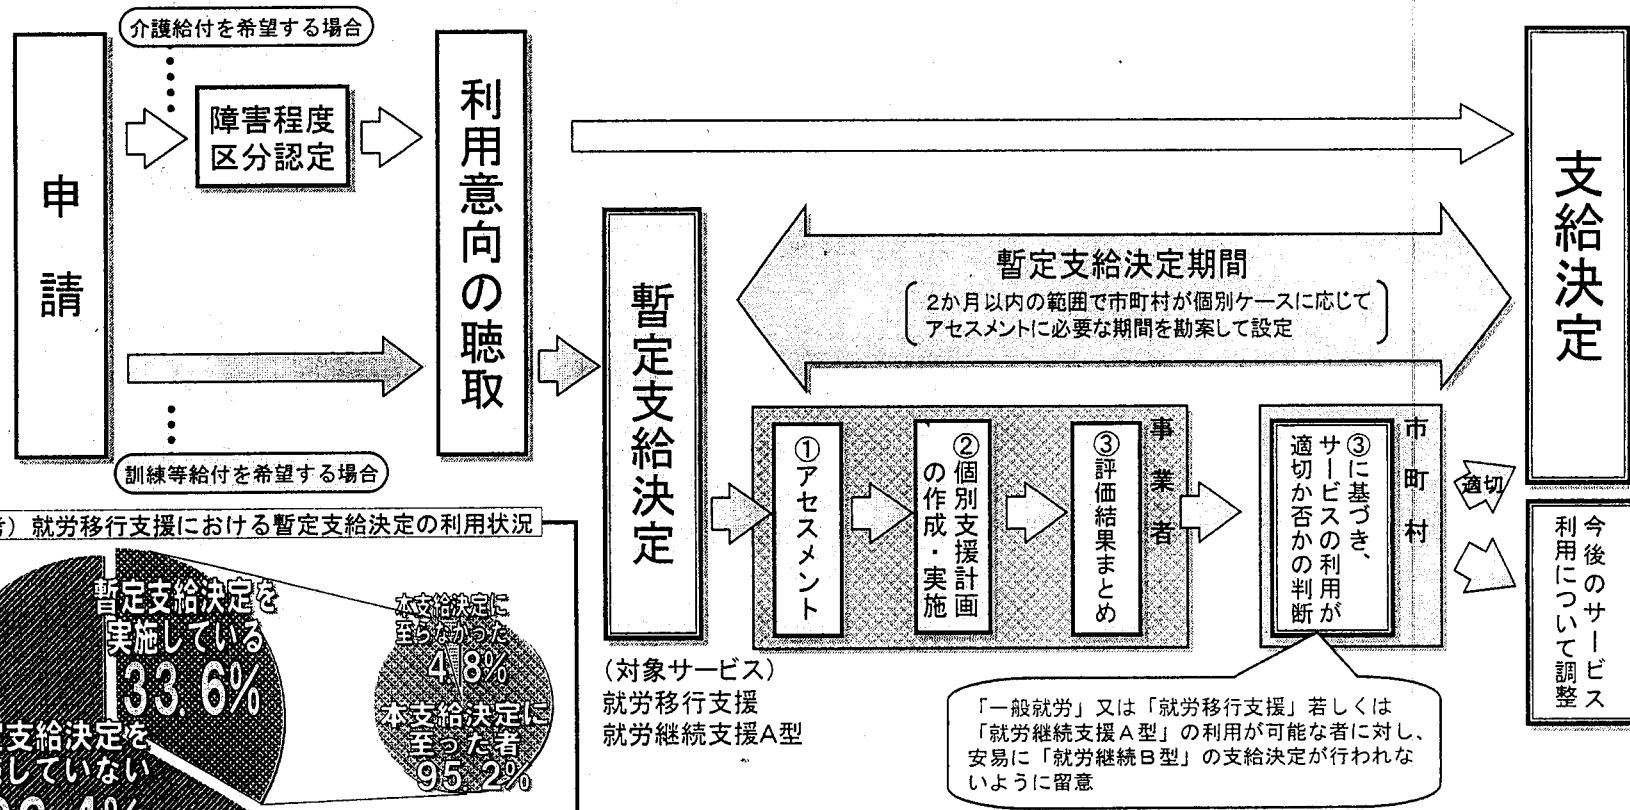 介護給付を希望する場合
申請
障害程度
区分認定
利用意向の聴取
訓練等給付を希望する場合
暫定支給決定
(対象サービス)
就労移行支援
就労継続支援A型
暫定支給決定期間
2か月以内の範囲で市町村が個別ケースに応じて
アセスメントに必要な期間を勘案して設定
①アセスメント
②個別支援計画
の作成・実施
③評価結果まとめ
事業者
③に基づき、
サービスの利用が
適切か否かの判断
市町村
適切
支給決定
今後のサービス
利用について調整
「一般就労」又は「就労移行支援」若しくは
「就労継続支援A型」の利用が可能な者に対し、
安易に「就労継続B型」の支給決定が行われな
いように留意
) 就労移行支援における暫定支給決定の利用状況
暫定支給決定を
実施している
33.6%
支給決定を
していない
本支給決定に
至らなかった
4.8%
本支給決定に
至った者
95.2%